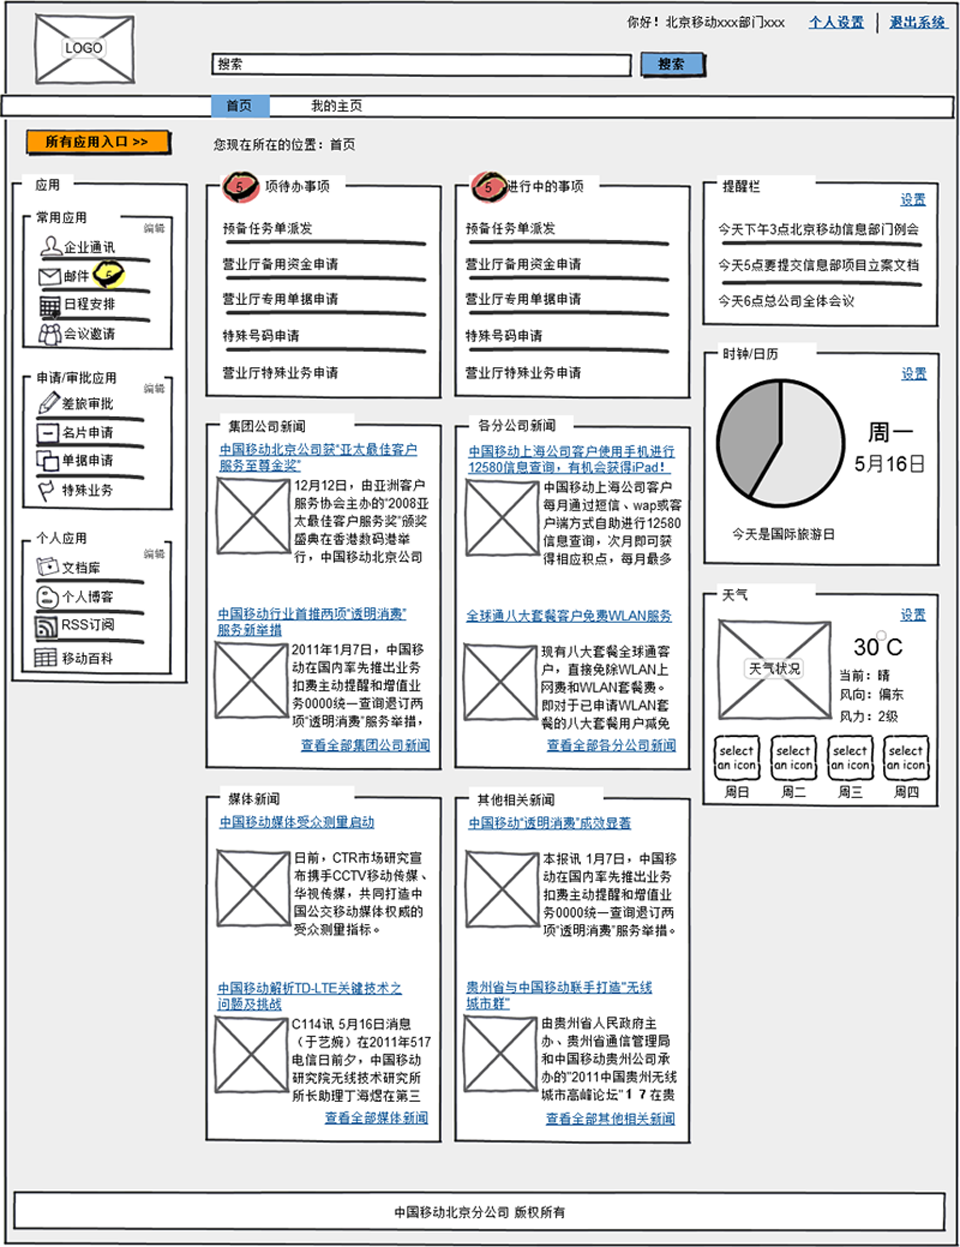 你好！北京移动xxx部门xxx
个人设置
退出系统
LOGO
搜索
搜索
首页
我的主页
所有应用入口 >>
您现在所在的位置：首页
应用
常用应用
编辑
企业通讯
邮件
5
日程安排
会议邀请
申请/审批应用
编辑
差旅审批
名片申请
单据申请
特殊业务
个人应用
编辑
文档库
个人博客
RSS订阅
移动百科
5
项待办事项
预备任务单派发
营业厅备用资金申请
营业厅专用单据申请
特殊号码申请
营业厅特殊业务申请
5
进行中的事项
预备任务单派发
营业厅备用资金申请
营业厅专用单据申请
特殊号码申请
营业厅特殊业务申请
集团公司新闻
中国移动北京公司获“亚太最佳客户
服务至尊金奖”
12月12日，由亚洲客户
服务协会主办的“2008亚
太最佳客户服务奖”颁奖
盛典在香港数码港举
行，中国移动北京公司
中国移动行业首推两项“透明消费”
服务新举措
2011年1月7日，中国移
动在国内率先推出业务
扣费主动提醒和增值业
务0000统一查询退订两
项“透明消费”服务举措，
查看全部集团公司新闻
各分公司新闻
中国移动上海公司客户使用手机进行
12580信息查询，有机会获得iPad！
中国移动上海公司客户
每月通过短信、wap或客
户端方式自助进行12580
信息查询，次月即可获
得相应积点，每月最多
全球通八大套餐客户免费WLAN服务
现有八大套餐全球通客
户，直接免除WLAN上
网费和WLAN套餐费。
即对于已申请WLAN套
餐的八大套餐用户减免
查看全部各分公司新闻
媒体新闻
中国移动媒体受众测量启动
日前，CTR市场研究宣
布携手CCTV移动传媒、
华视传媒，共同打造中
国公交移动媒体权威的
受众测量指标。
中国移动解析TD-LTE关键技术之
问题及挑战
C114讯 5月16日消息
（于艺婉）在2011年517
电信日前夕，中国移动
研究院无线技术研究所
所长助理丁海煜在第三
查看全部媒体新闻
其他相关新闻
中国移动“透明消费”成效显著
本报讯 1月7日，中国移
动在国内率先推出业务
扣费主动提醒和增值业
务0000统一查询退订两
项“透明消费”服务举措。
贵州省与中国移动联手打造"无线
城市群"
由贵州省人民政府主
办、贵州省通信管理局
和中国移动贵州公司承
办的"2011中国贵州无线
城市高峰论坛"１７在贵
查看全部其他相关新闻
提醒栏
设置
今天下午3点北京移动信息部门例会
今天5点要提交信息部项目立案文档
今天6点总公司全体会议
时钟/日历
设置
周一
5月16日
今天是国际旅游日
天气
设置
天气状况
30°C
当前：晴
风向：偏东
风力：2级
select
an icon
select
an icon
select
an icon
select
an icon
周日
周二
周三
周四
中国移动北京分公司 版权所有